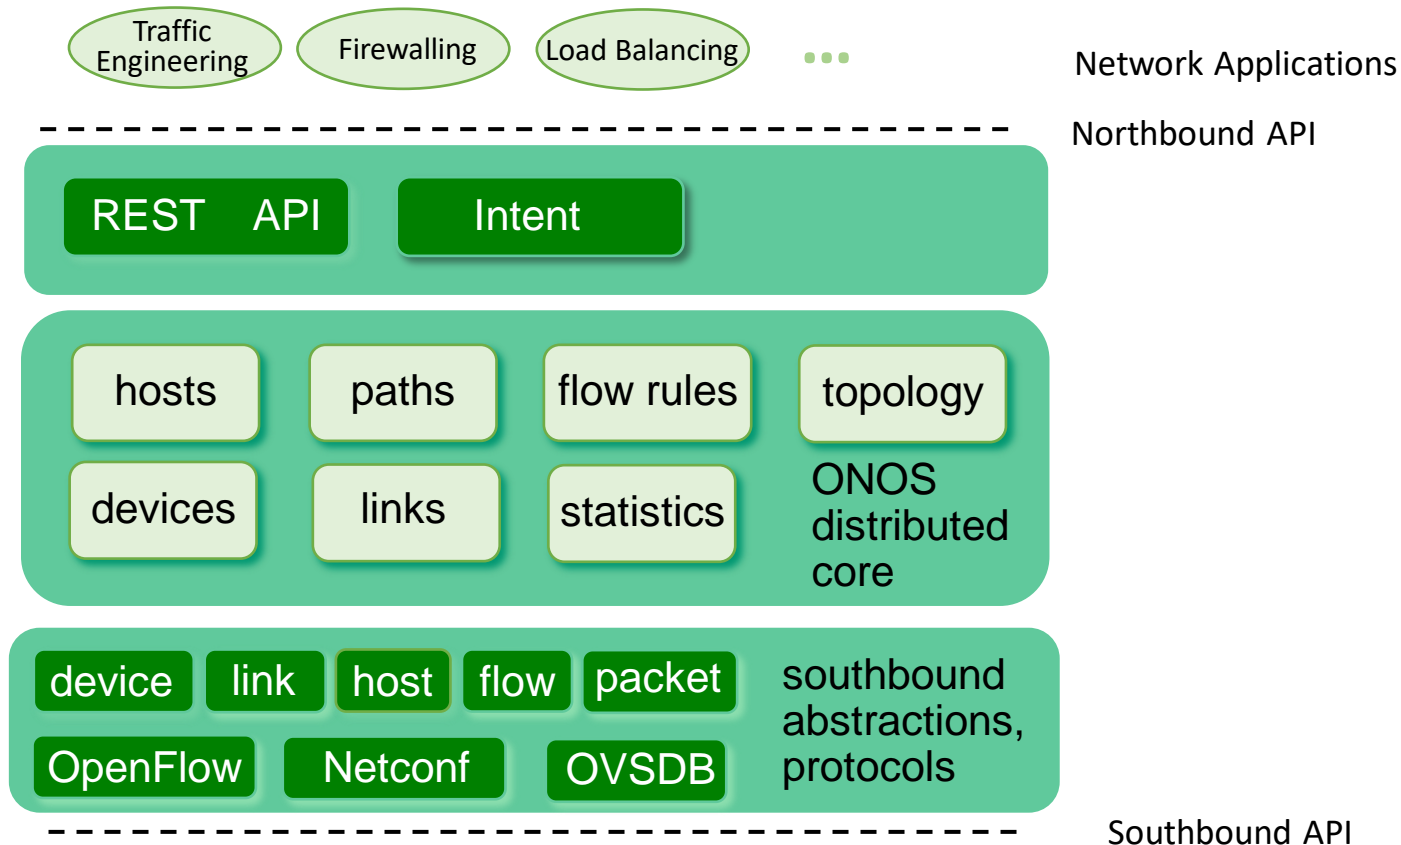 Traffic
Engineering
Firewalling
Load Balancing
...
Network Applications
Northbound API
REST API
Intent
hosts
paths
flow rules
topology
devices
links
statistics
ONOS
distributed
core
device
link
host
flow
packet
southbound
abstractions,
protocols
OpenFlow
Netconf
OVSDB
Southbound API